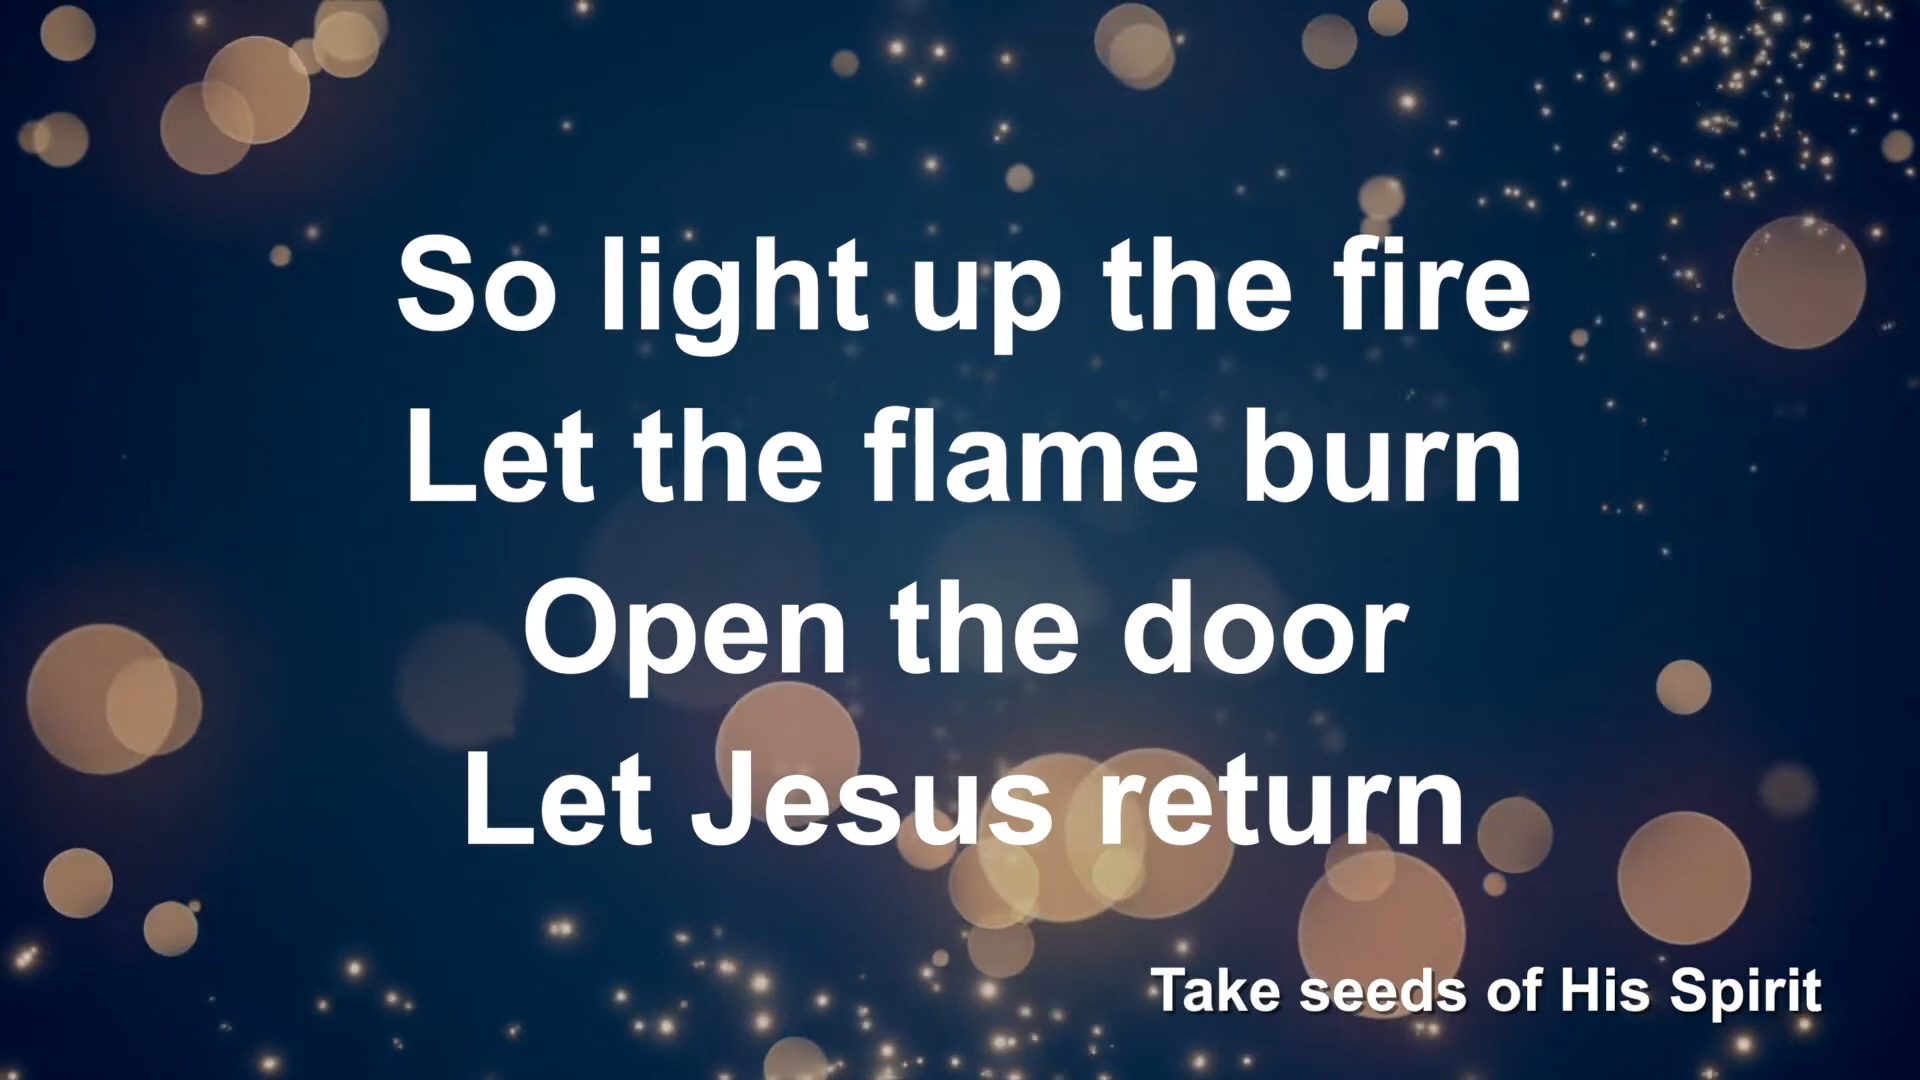 So light up the fire
Let the flame burn
Open the door
Let Jesus return
Take seeds of His Spirit